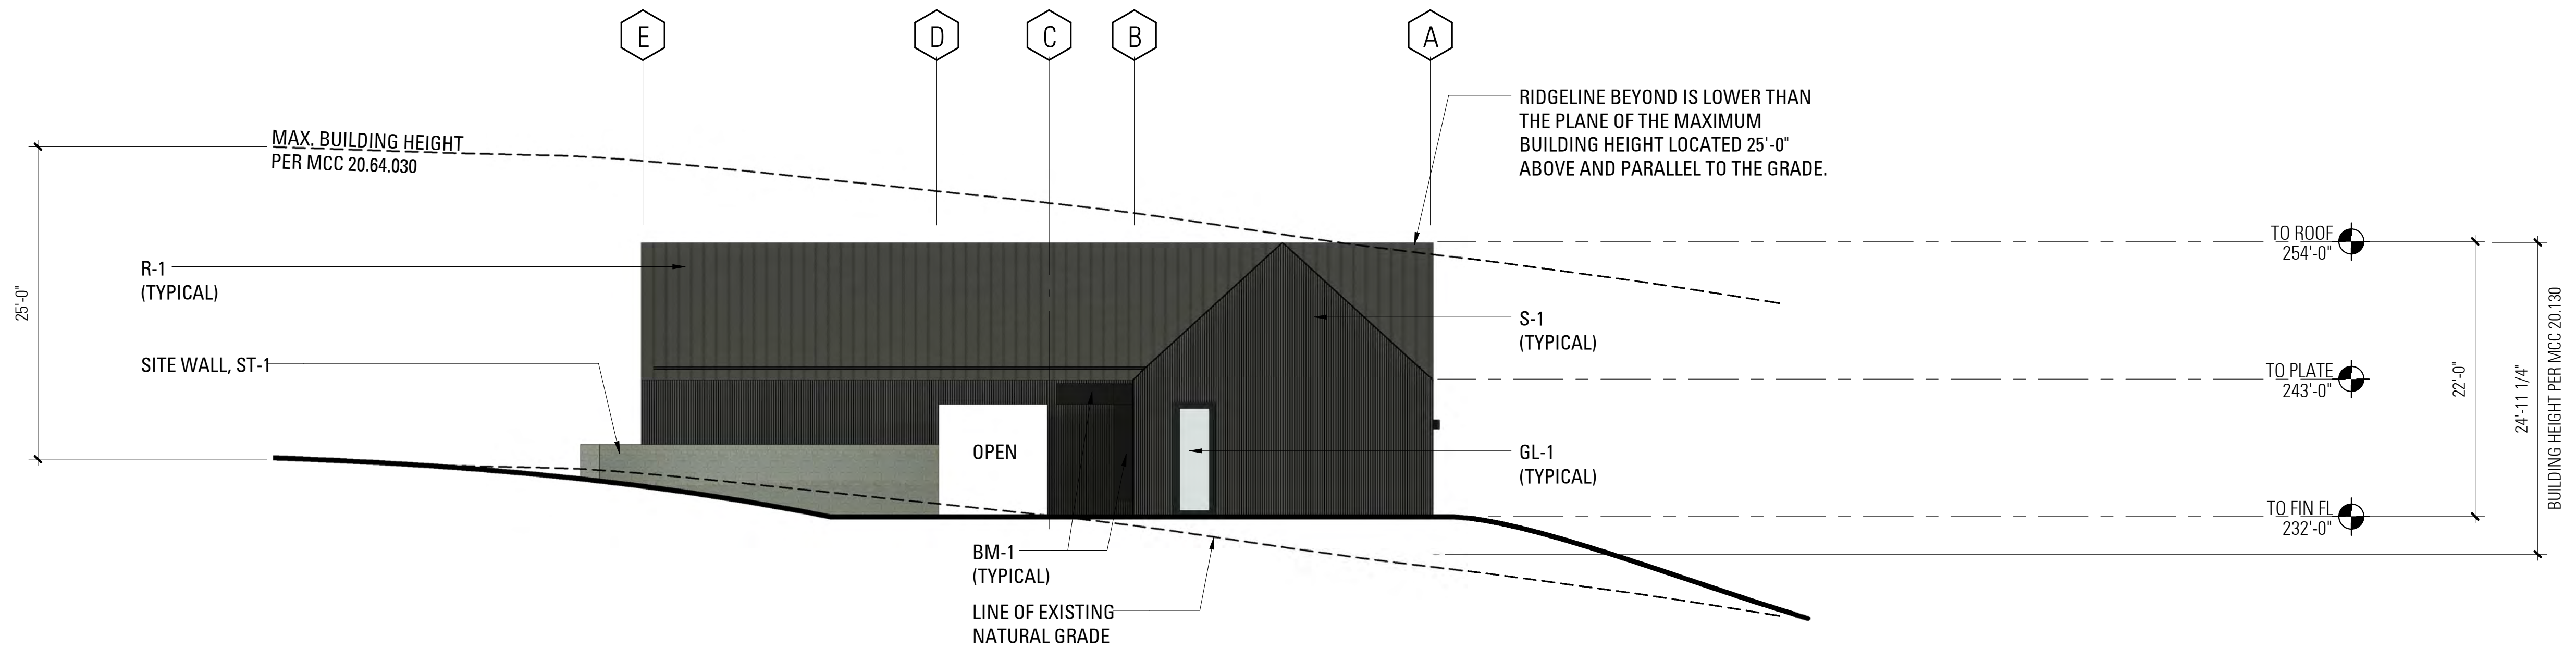 E
D
C
B
A
MAX. BUILDING HEIGHT
PER MCC 20.64.030
RIDGELINE BEYOND IS LOWER THAN
THE PLANE OF THE MAXIMUM
BUILDING HEIGHT LOCATED 25'-0"
ABOVE AND PARALLEL TO THE GRADE.
TO ROOF
254'-0"
R-1
(TYPICAL)
25'-0"
S-1
(TYPICAL)
SITE WALL, ST-1
TO PLATE
243'-0"
22'-0"
24'-11 1/4"
BUILDING HEIGHT PER MCC 20.130
OPEN
GL-1
(TYPICAL)
TO FIN FL
232'-0"
BM-1
(TYPICAL)
LINE OF EXISTING
NATURAL GRADE